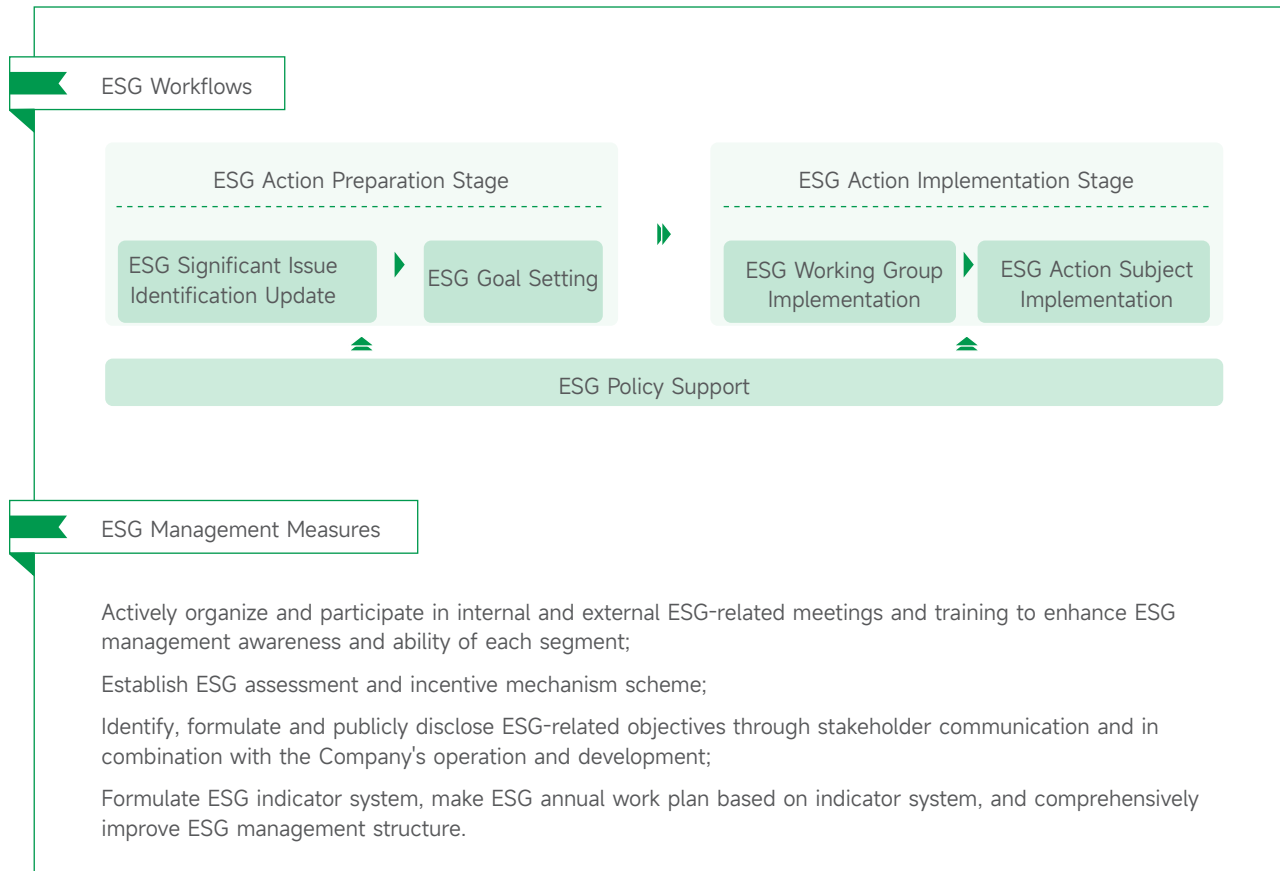 ESG Workflows
ESG Action Preparation Stage
ESG Significant Issue
Identification Update
ESG Goal Setting
ESG Action Implementation Stage
ESG Working Group
Implementation
ESG Action Subject
Implementation
ESG Policy Support
ESG Management Measures
Actively organize and participate in internal and external ESG-related meetings and training to enhance ESG
management awareness and ability of each segment;
Establish ESG assessment and incentive mechanism scheme;
Identify, formulate and publicly disclose ESG-related objectives through stakeholder communication and in
combination with the Company's operation and development;
Formulate ESG indicator system, make ESG annual work plan based on indicator system, and comprehensively
improve ESG management structure.